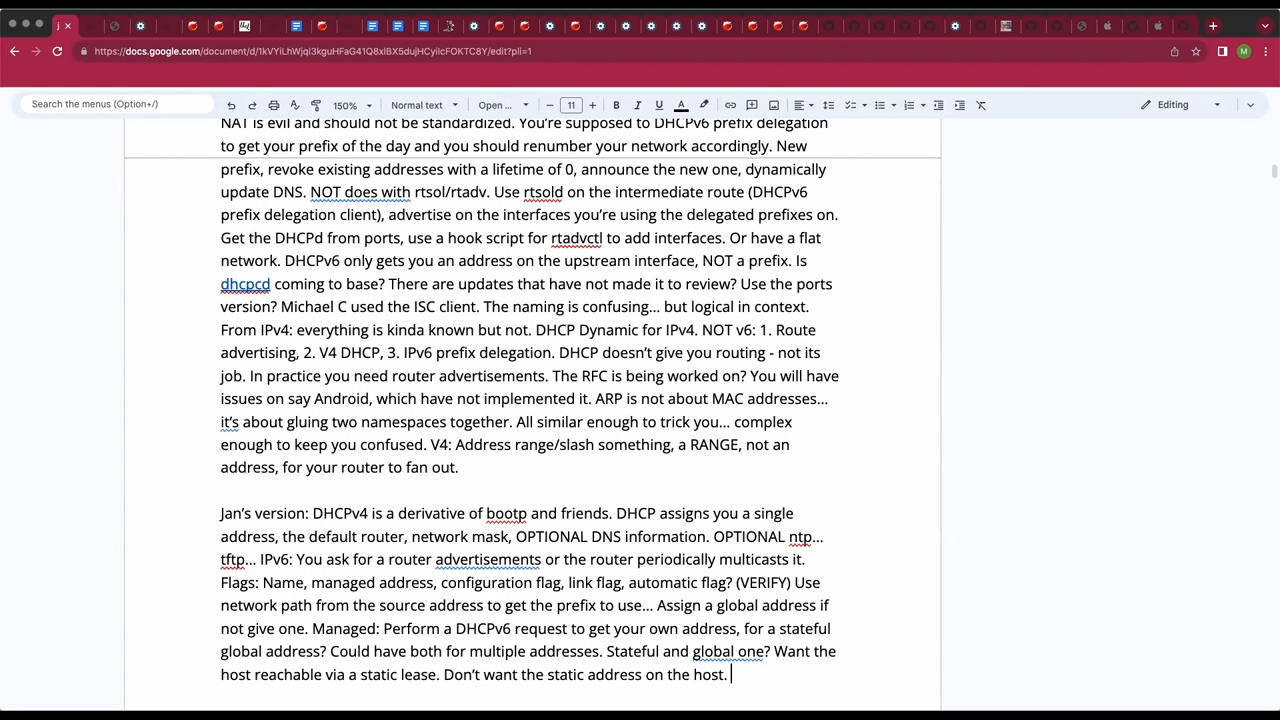 j
https://docs.google.com/document/d/1kVYiLhWjqI3kguHFaG41Q8xIBX5dujHCyiIcFOKTC8Y/edit?pli=1
M
Search the menus (Option+/)
150%
Normal text
Open ...
11
B I U A
Editing
NAT is evil and should not be standardized. You're supposed to DHCPv6 prefix delegation
to get your prefix of the day and you should renumber your network accordingly. New
prefix, revoke existing addresses with a lifetime of 0, announce the new one, dynamically
update DNS. NOT does with rtsol/rtadv. Use rtsold on the intermediate route (DHCPv6
prefix delegation client), advertise on the interfaces you’re using the delegated prefixes on.
Get the DHCPd from ports, use a hook script for rtadvctl to add interfaces. Or have a flat
network. DHCPv6 only gets you an address on the upstream interface, NOT a prefix. Is
dhcpcd coming to base? There are updates that have not made it to review? Use the ports
version? Michael C used the ISC client. The naming is confusing… but logical in context.
From IPv4: everything is kinda known but not. DHCP Dynamic for IPv4. NOT v6: 1. Route
advertising, 2. V4 DHCP, 3. IPv6 prefix delegation. DHCP doesn’t give you routing - not its
job. In practice you need router advertisements. The RFC is being worked on? You will have
issues on say Android, which have not implemented it. ARP is not about MAC addresses…
it’s about gluing two namespaces together. All similar enough to trick you… complex
enough to keep you confused. V4: Address range/slash something, a RANGE, not an
address, for your router to fan out.
Jan’s version: DHCPv4 is a derivative of bootp and friends. DHCP assigns you a single
address, the default router, network mask, OPTIONAL DNS information. OPTIONAL ntp…
tftp… IPv6: You ask for a router advertisements or the router periodically multicasts it.
Flags: Name, managed address, configuration flag, link flag, automatic flag? (VERIFY) Use
network path from the source address to get the prefix to use… Assign a global address if
not give one. Managed: Perform a DHCPv6 request to get your own address, for a stateful
global address? Could have both for multiple addresses. Stateful and global one? Want the
host reachable via a static lease. Don’t want the static address on the host.